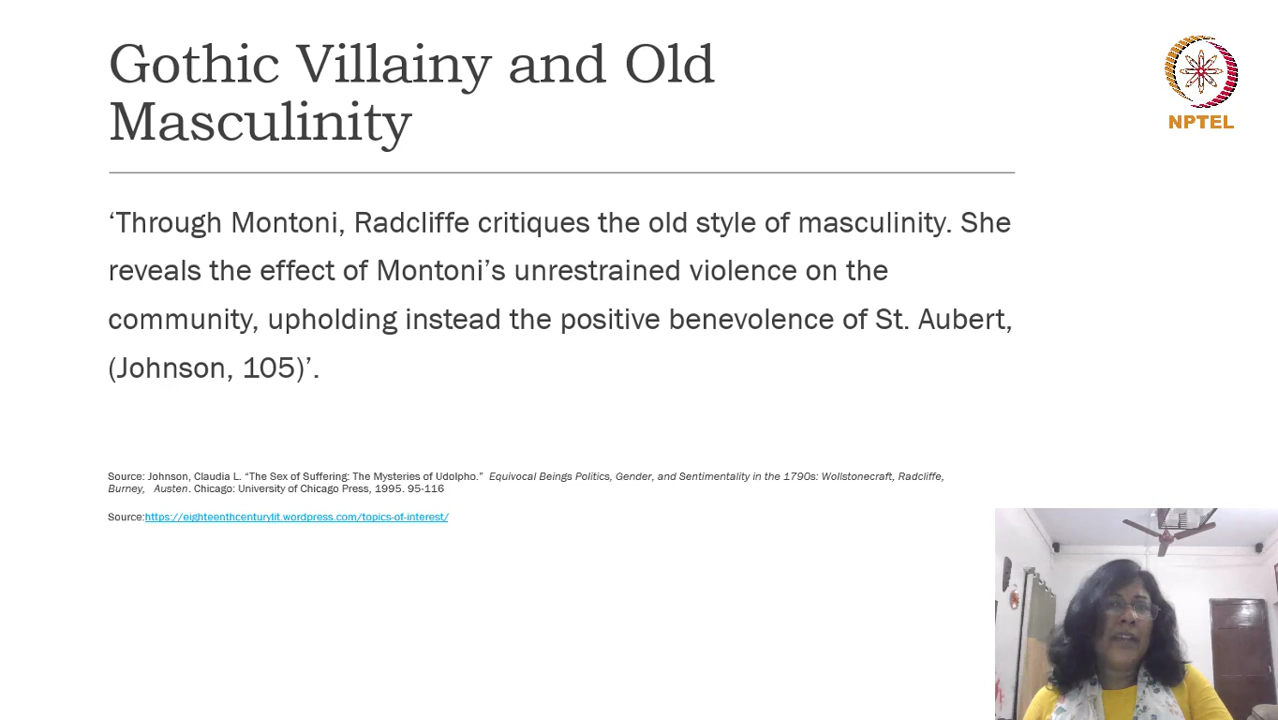 Gothic Villainy and Old
Masculinity
NPTEL
‘Through Montoni, Radcliffe critiques the old style of masculinity. She
reveals the effect of Montoni’s unrestrained violence on the
community, upholding instead the positive benevolence of St. Aubert,
(Johnson, 105)’.
Source: Johnson, Claudia L. “The Sex of Suffering: The Mysteries of Udolpho.” Equivocal Beings Politics, Gender, and Sentimentality in the 1790s: Wollstonecraft, Radcliffe,
Burney, Austen. Chicago: University of Chicago Press, 1995. 95-116
Source:https://eighteenthcenturylit.wordpress.com/topics-of-interest/